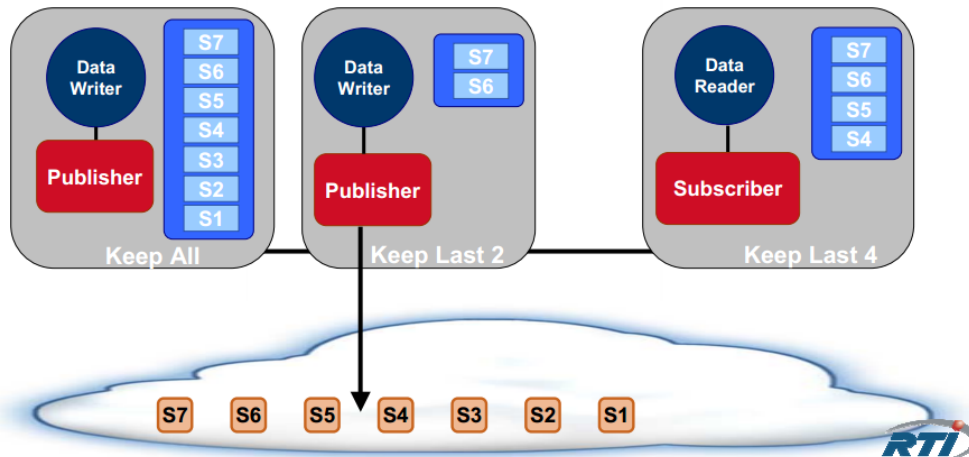 Data
Writer
Publisher
S7
S6
S5
S4
S3
S2
S1
Keep All
Data
Writer
Publisher
S7
S6
Keep Last 2
Data
Reader
Subscriber
S7
S6
S5
S4
Keep Last 4
S7 S6 S5 S4 S3 S2 S1
RTI